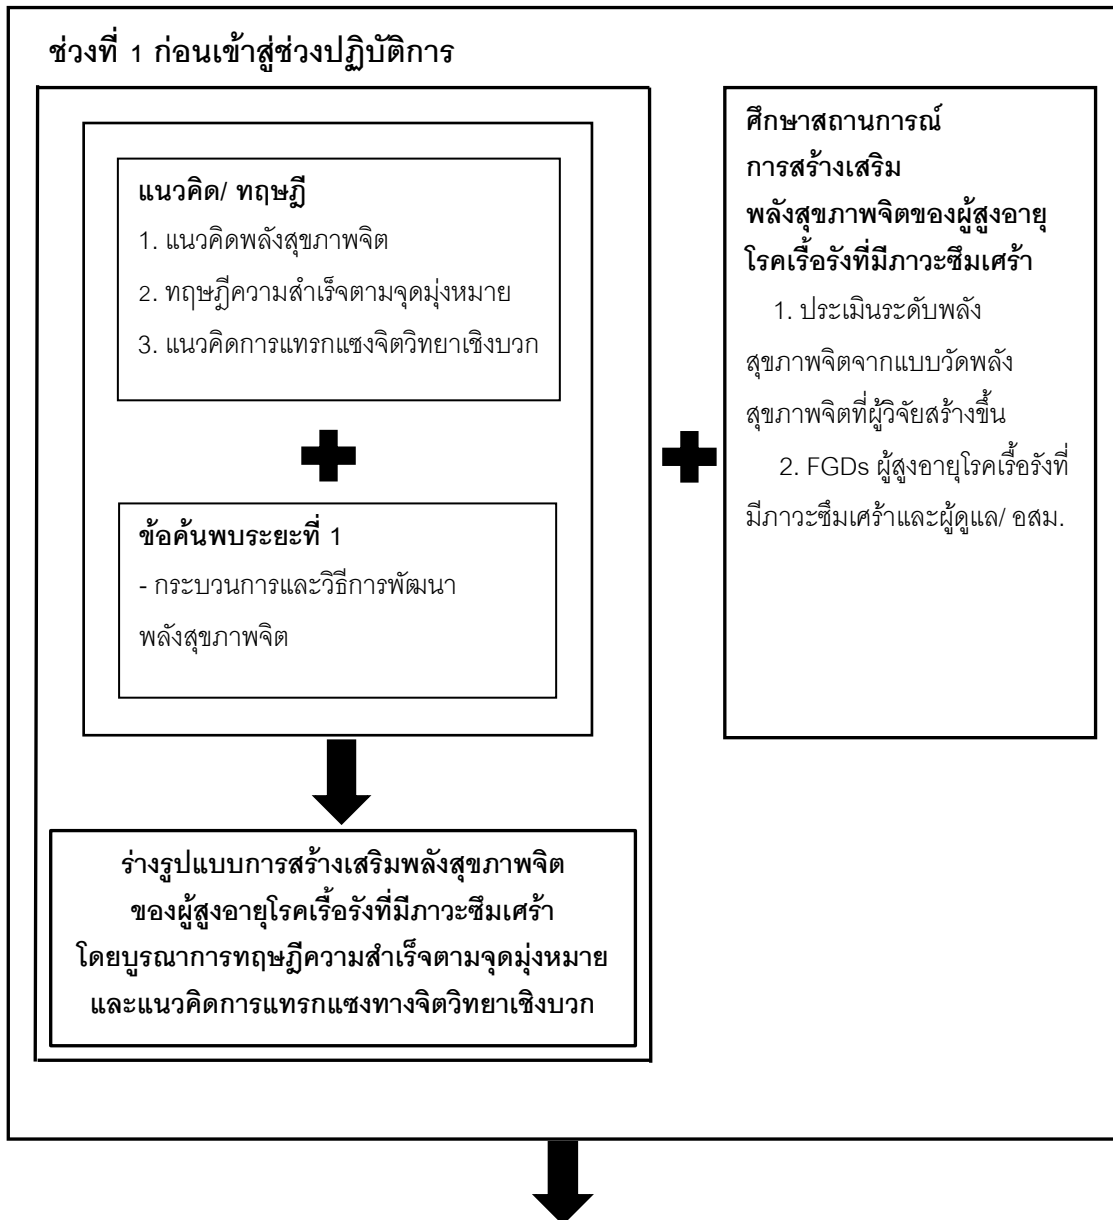 ช่วงที่ 1 ก่อนเข้าสู่ช่วงปฏิบัติการ
แนวคิด/ ทฤษฎี
1. แนวคิดพลังสุขภาพจิต
2. ทฤษฎีความสำเร็จตามจุดมุ่งหมาย
3. แนวคิดการแทรกแซงจิตวิทยาเชิงบวก
ข้อค้นพบระยะที่ 1
- กระบวนการและวิธีการพัฒนา
พลังสุขภาพจิต
ร่างรูปแบบการสร้างเสริมพลังสุขภาพจิต
ของผู้สูงอายุโรคเรื้อรังที่มีภาวะซึมเศร้า
โดยบูรณาการทฤษฎีความสำเร็จตามจุดมุ่งหมาย
และแนวคิดการแทรกแซงทางจิตวิทยาเชิงบวก
ศึกษาสถานการณ์
การสร้างเสริม
พลังสุขภาพจิตของผู้สูงอายุ
โรคเรื้อรังที่มีภาวะซึมเศร้า
1. ประเมินระดับพลัง
สุขภาพจิตจากแบบวัดพลัง
สุขภาพจิตที่ผู้วิจัยสร้างขึ้น
2. FGDs ผู้สูงอายุโรคเรื้อรังที่
มีภาวะซึมเศร้าและผู้ดูแล/ อสม.